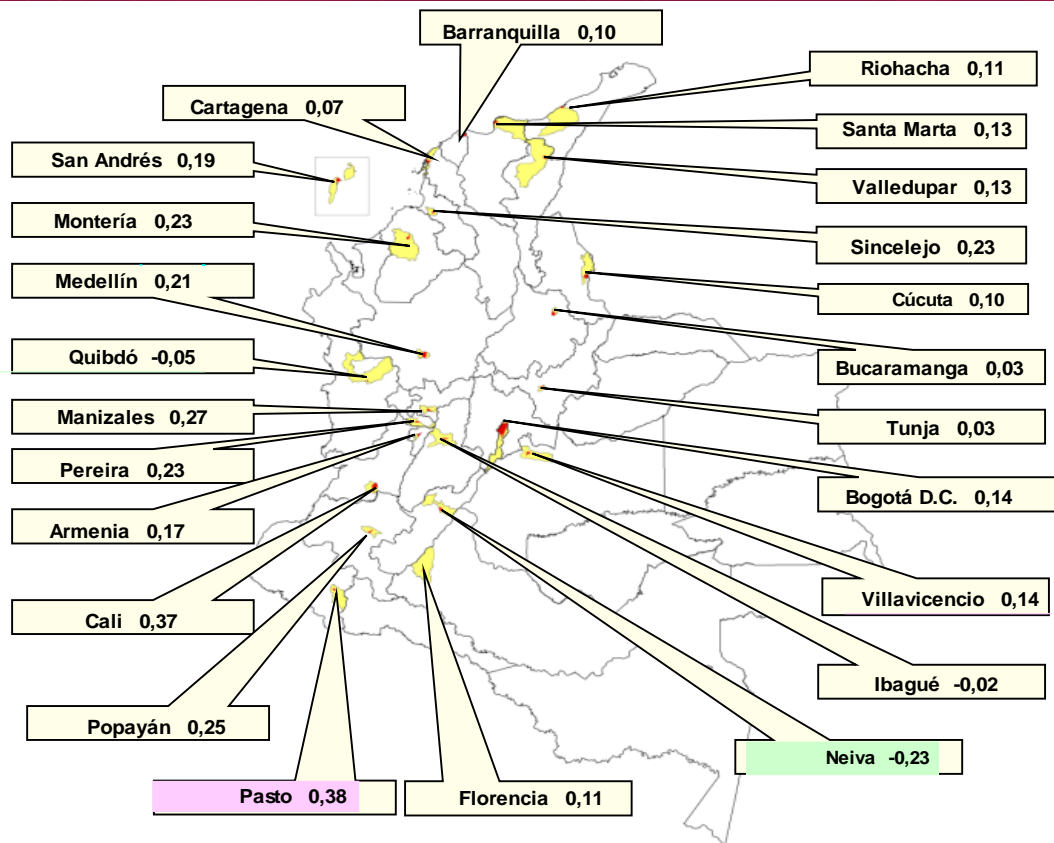 Barranquilla 0,10
Riohacha 0,11
Cartagena 0,07
Santa Marta 0,13
San Andrés 0,19
Valledupar 0,13
Montería 0,23
Sincelejo 0,23
Medellín 0,21
Cúcuta 0,10
Quibdó -0,05
Bucaramanga 0,03
Manizales 0,27
Tunja 0,03
Pereira 0,23
Bogotá D.C. 0,14
Armenia 0,17
Villavicencio 0,14
Cali 0,37
Ibagué -0,02
Popayán 0,25
Neiva -0,23
Pasto 0,38
Florencia 0,11